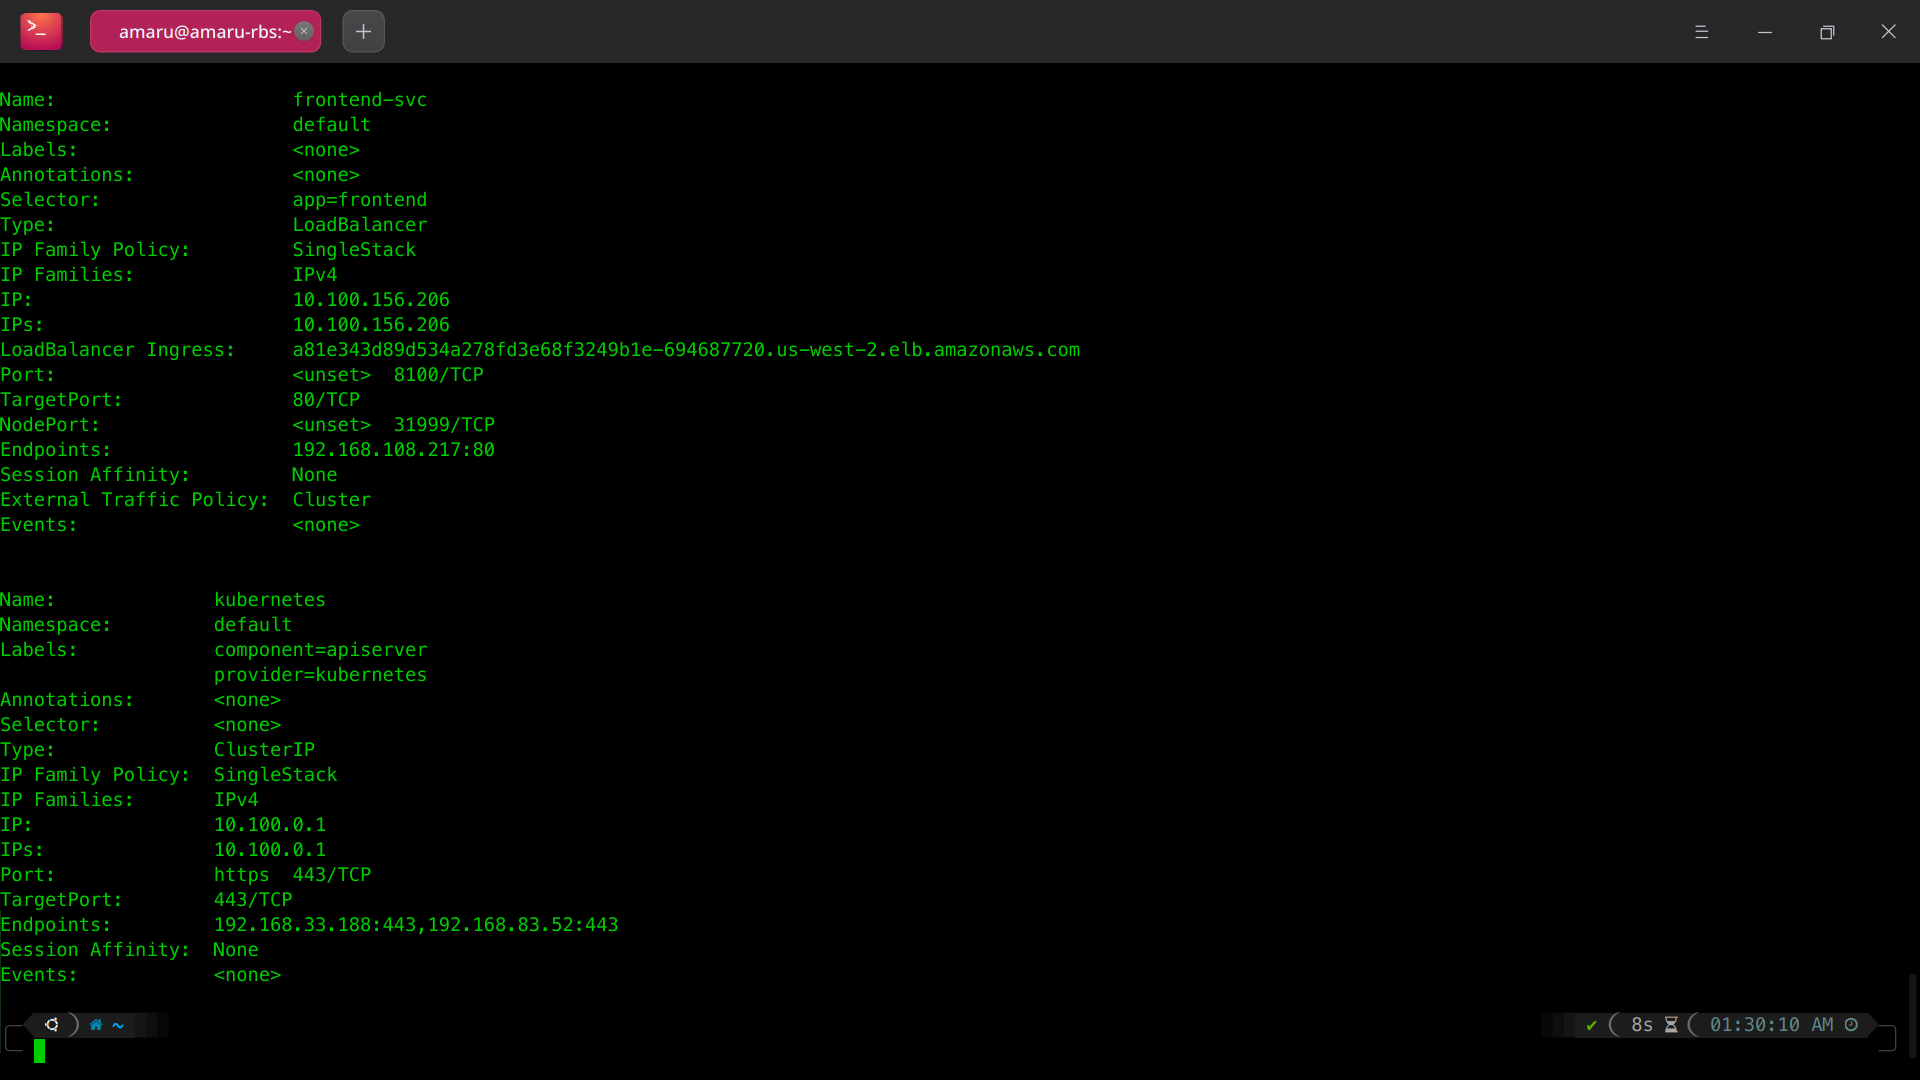 amaru@amaru-rbs:~
Name: frontend-svc
Namespace: default
Labels: <none>
Annotations: <none>
Selector: app=frontend
Type: LoadBalancer
IP Family Policy: SingleStack
IP Families: IPv4
IP: 10.100.156.206
IPs: 10.100.156.206
LoadBalancer Ingress: a81e343d89d534a278fd3e68f3249b1e-694687720.us-west-2.elb.amazonaws.com
Port: <unset> 8100/TCP
TargetPort: 80/TCP
NodePort: <unset> 31999/TCP
Endpoints: 192.168.108.217:80
Session Affinity: None
External Traffic Policy: Cluster
Events: <none>
Name: kubernetes
Namespace: default
Labels: component=apiserver
provider=kubernetes
Annotations: <none>
Selector: <none>
Type: ClusterIP
IP Family Policy: SingleStack
IP Families: IPv4
IP: 10.100.0.1
IPs: 10.100.0.1
Port: https 443/TCP
TargetPort: 443/TCP
Endpoints: 192.168.33.188:443,192.168.83.52:443
Session Affinity: None
Events: <none>
~ ✔ 8s 01:30:10 AM